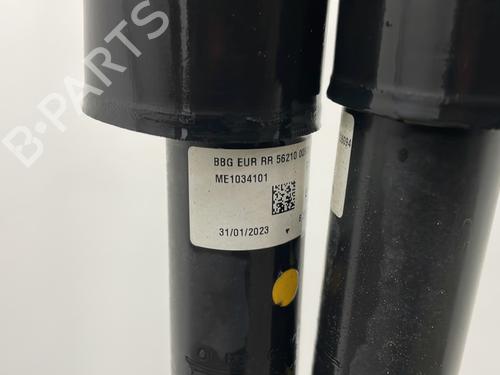 B-PARTS
BBG EUR RR 56210
ME1034101
31/01/2023